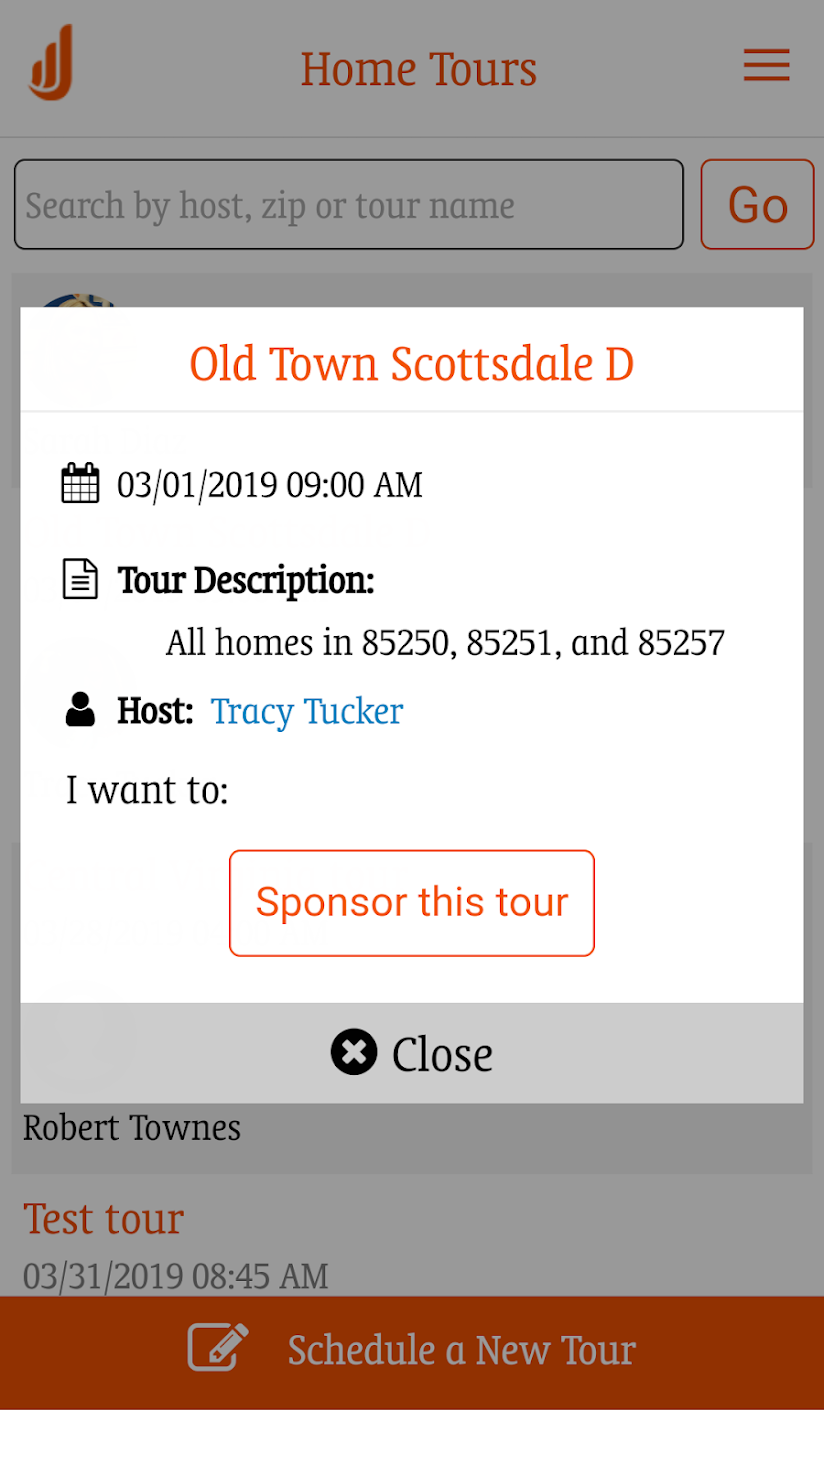 Home Tours
Search by host, zip or tour name
Go
Old Town Scottsdale D
03/01/2019 09:00 AM
Tour Description:
All homes in 85250, 85251, and 85257
Host: Tracy Tucker
I want to:
Sponsor this tour
Close
Robert Townes
Test tour
03/31/2019 08:45 AM
Schedule a New Tour